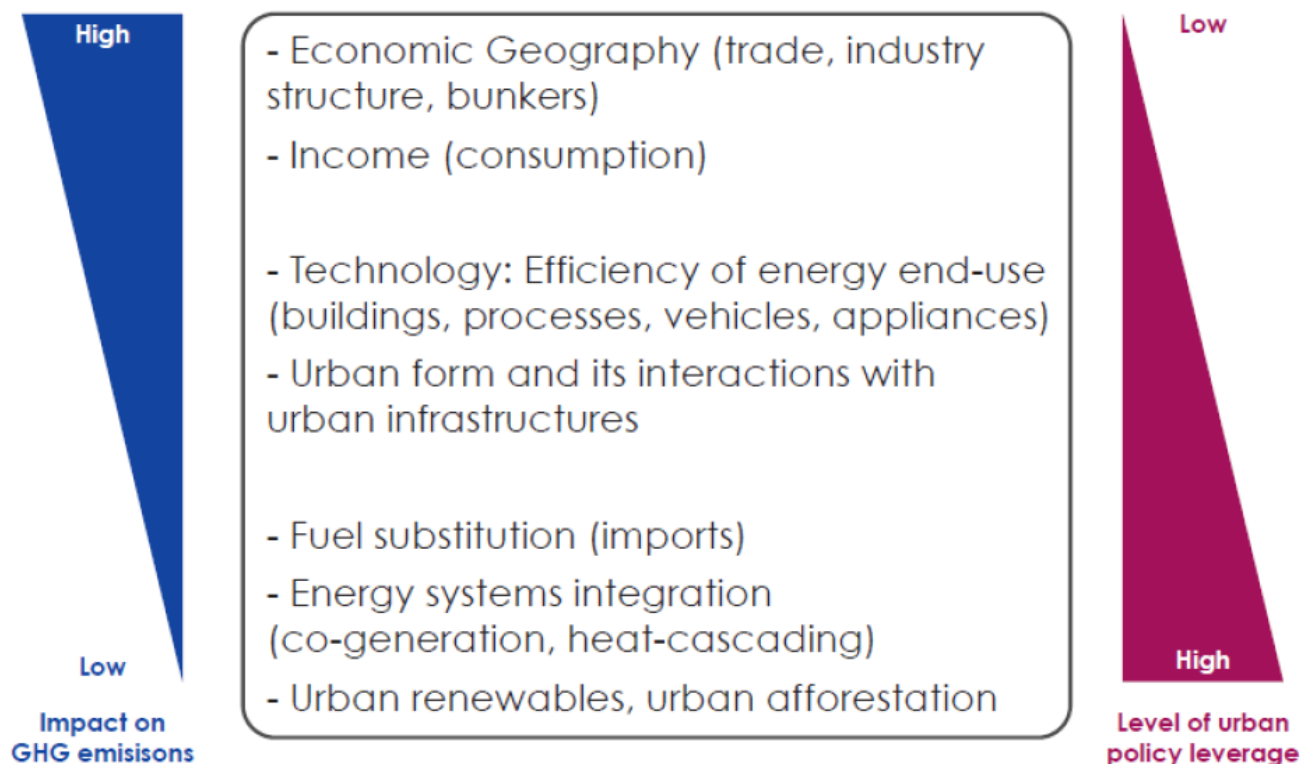 High
Low
Impact on
GHG emisisons
- Economic Geography (trade, industry
structure, bunkers)
- Income (consumption)
- Technology: Efficiency of energy end-use
(buildings, processes, vehicles, appliances)
- Urban form and its interactions with
urban infrastructures
- Fuel substitution (imports)
- Energy systems integration
(co-generation, heat-cascading)
- Urban renewables, urban afforestation
Low
High
Level of urban
policy leverage